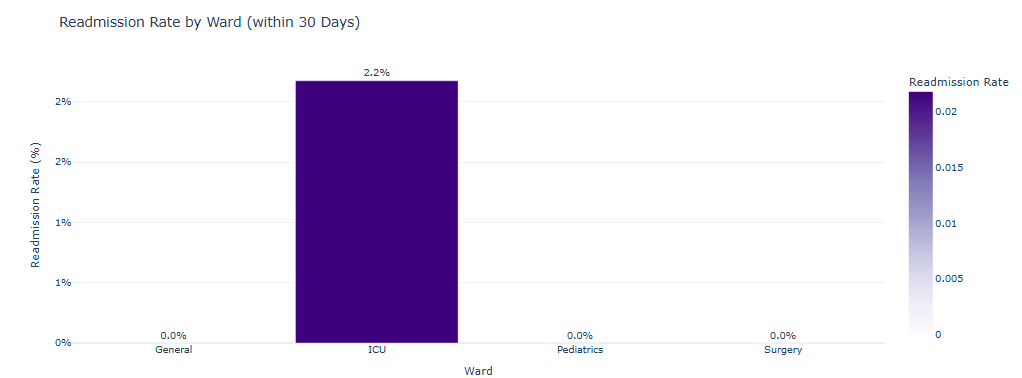 Readmission Rate by Ward (within 30 Days)
2.2%
Readmission Rate
2%
0.02
2%
0.015
Readmission Rate (%)
1%
0.01
1%
0.005
0.0%
0.0%
0.0%
0%
0
General
ICU
Pediatrics
Surgery
Ward